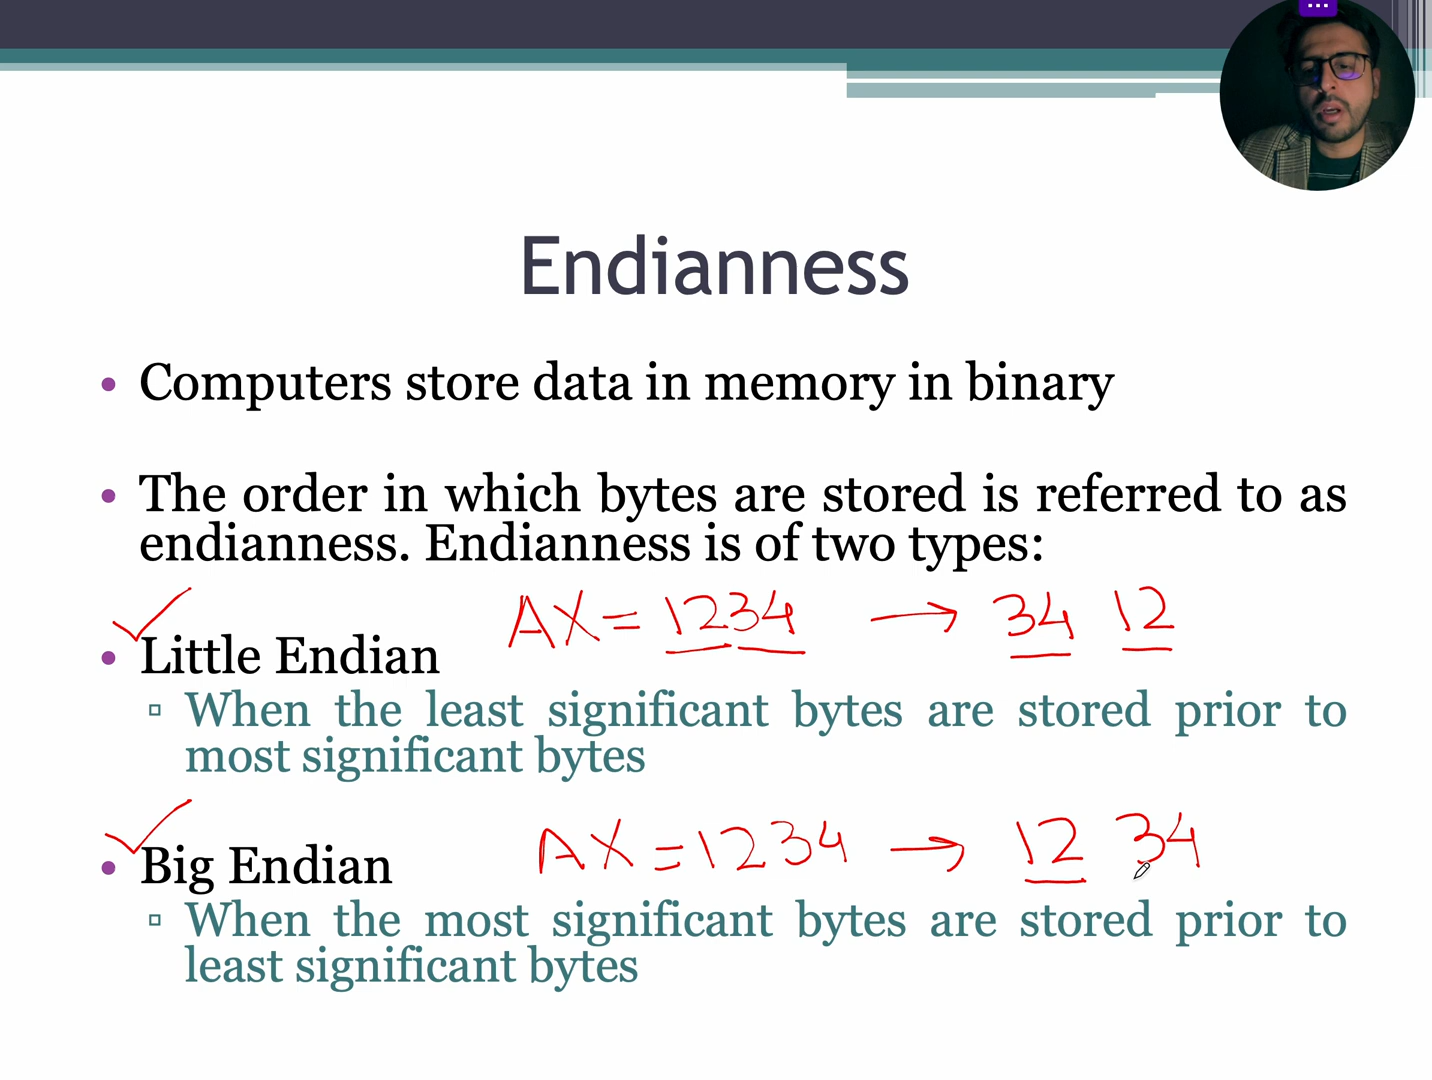 Endianness
• Computers store data in memory in binary
• The order in which bytes are stored is referred to as
endianness. Endianness is of two types:
AX = 1234 → 34 12
• Little Endian
▫ When the least significant bytes are stored prior to
most significant bytes
AX = 1234 → 12 34
• Big Endian
▫ When the most significant bytes are stored prior to
least significant bytes